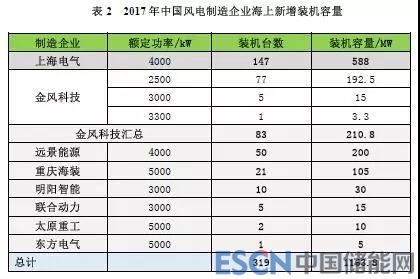 表 2 2017 年中国风电制造企业海上新增装机容量
制造企业 额定功率/kW 装机台数 装机容量/MW
上海电气 4000 147 588
金风科技 2500 77 192.5
3000 5 15
3300 1 3.3
金风科技汇总 83 210.8
远景能源 4000 50 200
重庆海装 5000 21 105
明阳智能 3000 10 30
联合动力 3000 5 15
太原重工 5000 2 10
东方电气 5000 1 5
总计 319 1163.8
ESCN 中国储能网